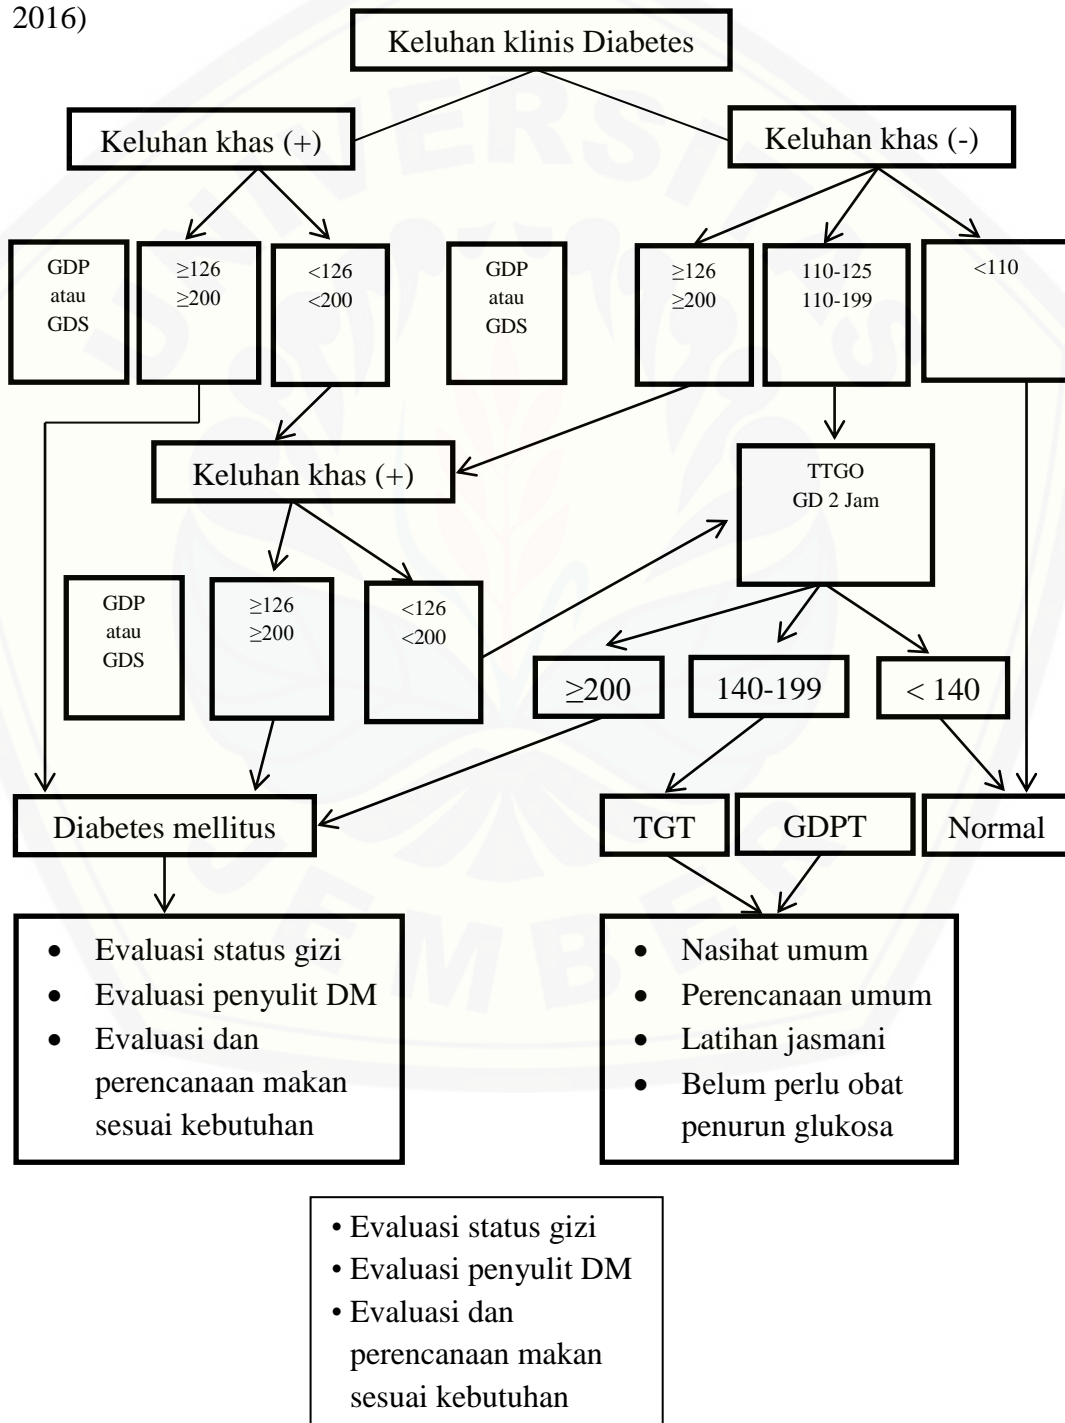 2016)
Keluhan klinis Diabetes
Keluhan khas (+)
Keluhan khas (-)
GDP
atau
GDS
≥126
≥200
<126
<200
GDP
atau
GDS
≥126
≥200
110-125
110-199
<110
Keluhan khas (+)
TTGO
GD 2 Jam
GDP
atau
GDS
≥126
≥200
<126
<200
≥200
140-199
< 140
Diabetes mellitus
TGT
GDPT
Normal
• Evaluasi status gizi
• Evaluasi penyulit DM
• Evaluasi dan
perencanaan makan
sesuai kebutuhan
• Nasihat umum
• Perencanaan umum
• Latihan jasmani
• Belum perlu obat
penurun glukosa
• Evaluasi status gizi
• Evaluasi penyulit DM
• Evaluasi dan
perencanaan makan
sesuai kebutuhan
UNIVERSITAS
JEMBER